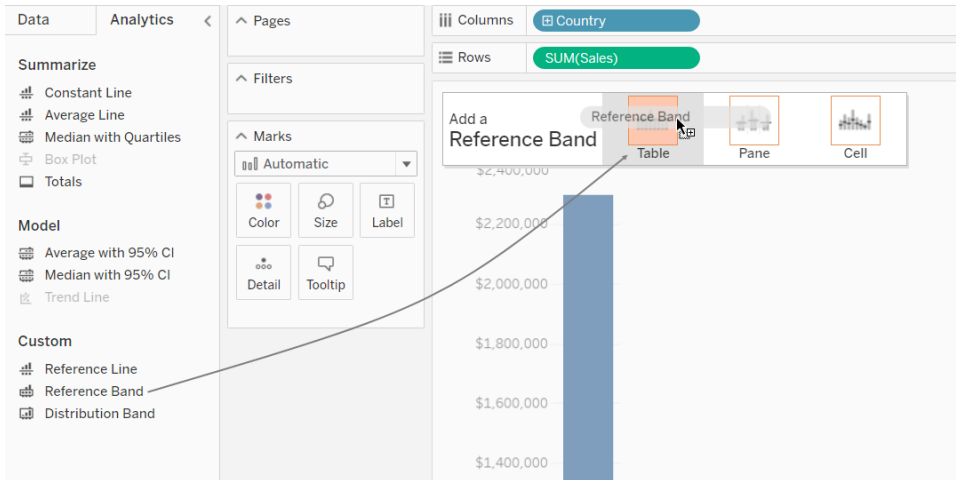 Data
Analytics
Summarize
Constant Line
Average Line
Median with Quartiles
Box Plot
Totals
Model
Average with 95% CI
Median with 95% CI
Trend Line
Custom
Reference Line
Reference Band
Distribution Band
Pages
Filters
Marks
Automatic
Color
Size
Label
Detail
Tooltip
Columns
Country
Rows
SUM(Sales)
Add a
Reference Band
Reference Band
Table
Pane
Cell
$2,400,000
$2,200,000
$2,000,000
$1,800,000
$1,600,000
$1,400,000